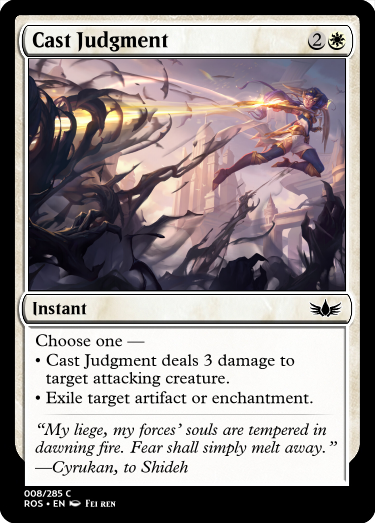 Cast Judgment 2
Instant
Choose one —
• Cast Judgment deals 3 damage to
target attacking creature.
• Exile target artifact or enchantment.
“My liege, my forces’ souls are tempered in
dawning fire. Fear shall simply melt away.”
—Cyrukan, to Shideh
008/285 C
ROS • EN Fei ren